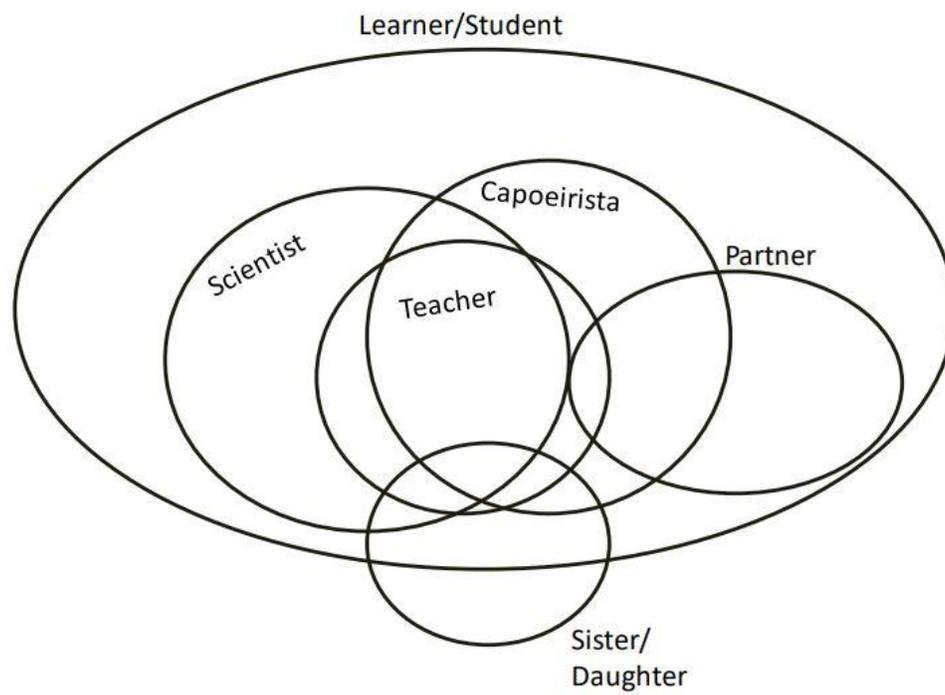 Learner/Student
Capoeirista
Scientist
Partner
Teacher
Sister/
Daughter